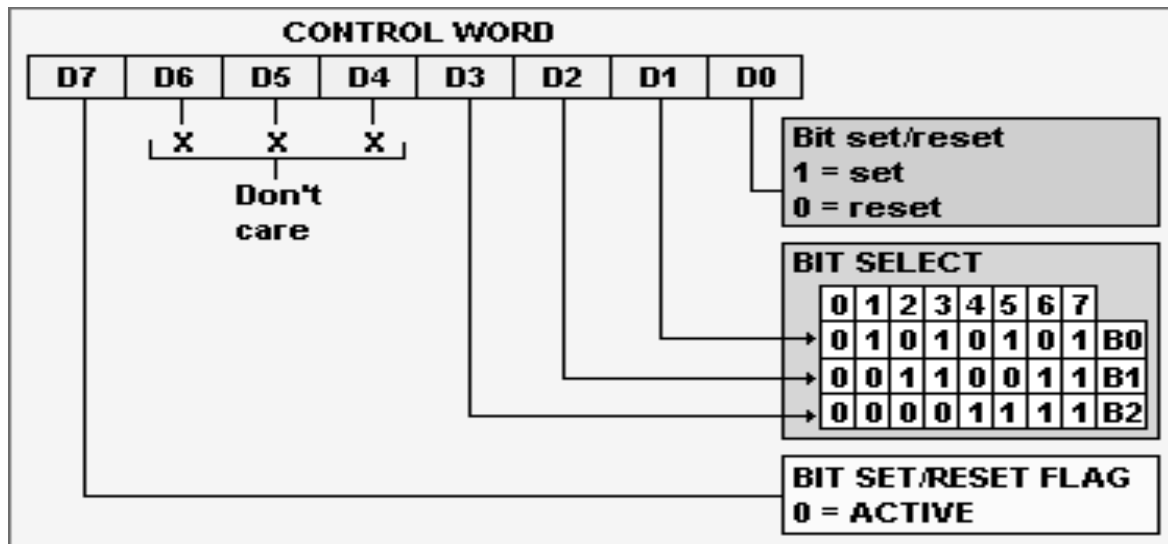 CONTROL WORD
D7 D6 D5 D4 D3 D2 D1 D0
X X X
Don't
care
Bit set/reset
1 = set
0 = reset
BIT SELECT
0 1 2 3 4 5 6 7
0 1 0 1 0 1 0 1 B0
0 0 1 1 0 0 1 1 B1
0 0 0 0 1 1 1 1 B2
BIT SET/RESET FLAG
0 = ACTIVE